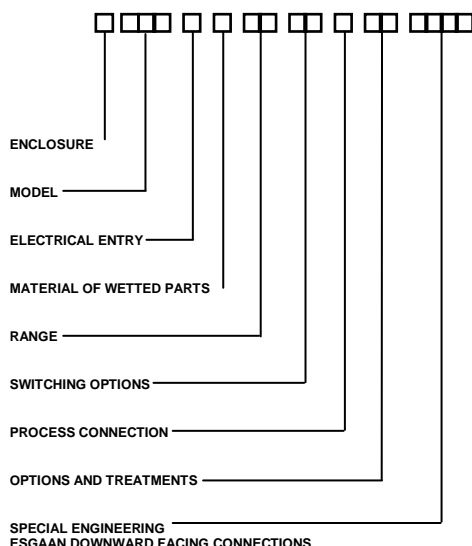 ENCLOSURE
MODEL
ELECTRICAL ENTRY
MATERIAL OF WETTED PARTS
RANGE
SWITCHING OPTIONS
PROCESS CONNECTION
OPTIONS AND TREATMENTS
SPECIAL ENGINEERING
ESGAAN DOWNWARD FACING CONNECTIONS